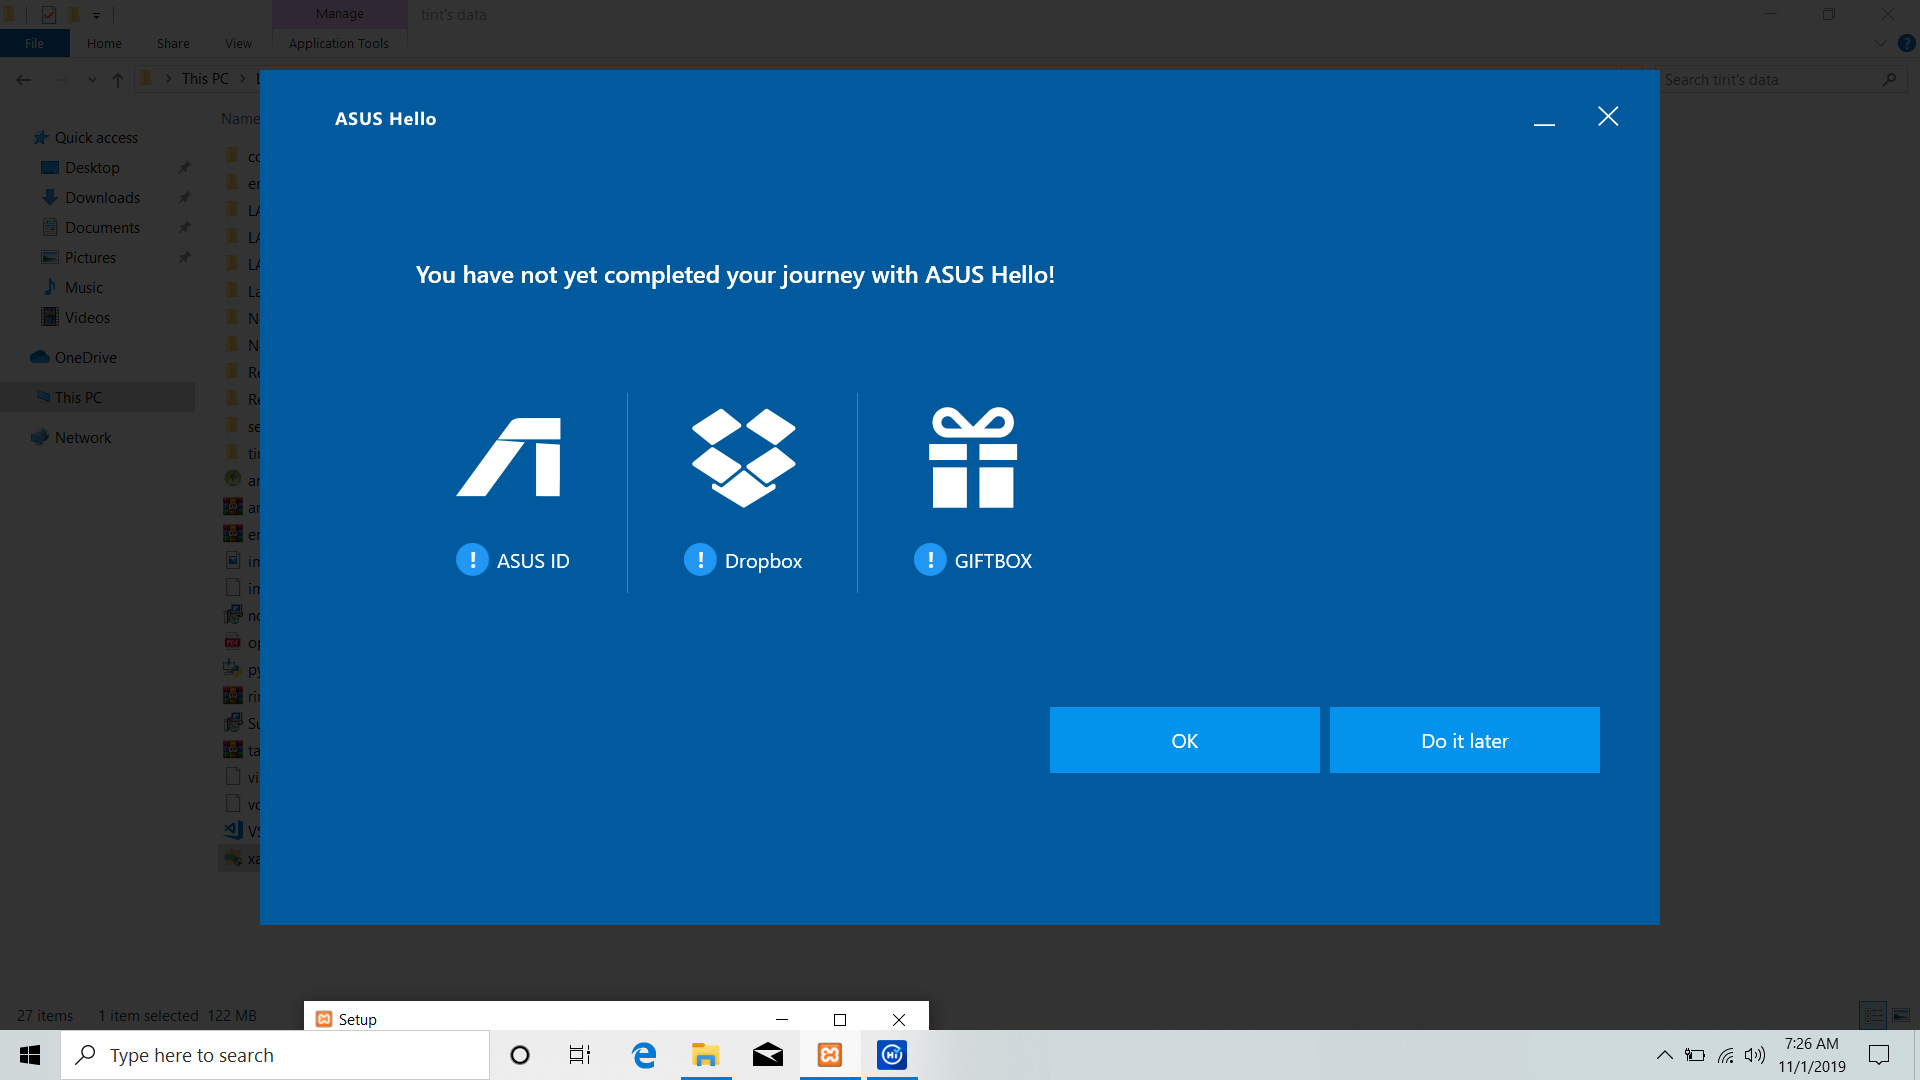 Manage
tirit's data
File
Home
Share
View
Application Tools
This PC
Search tirit's data
Name
Quick access
Desktop
Downloads
Documents
Pictures
Music
Videos
OneDrive
This PC
Network
ASUS Hello
You have not yet completed your journey with ASUS Hello!
ASUS ID
Dropbox
GIFTBOX
OK
Do it later
27 items
1 item selected 122 MB
Setup
Type here to search
7:26 AM
11/1/2019